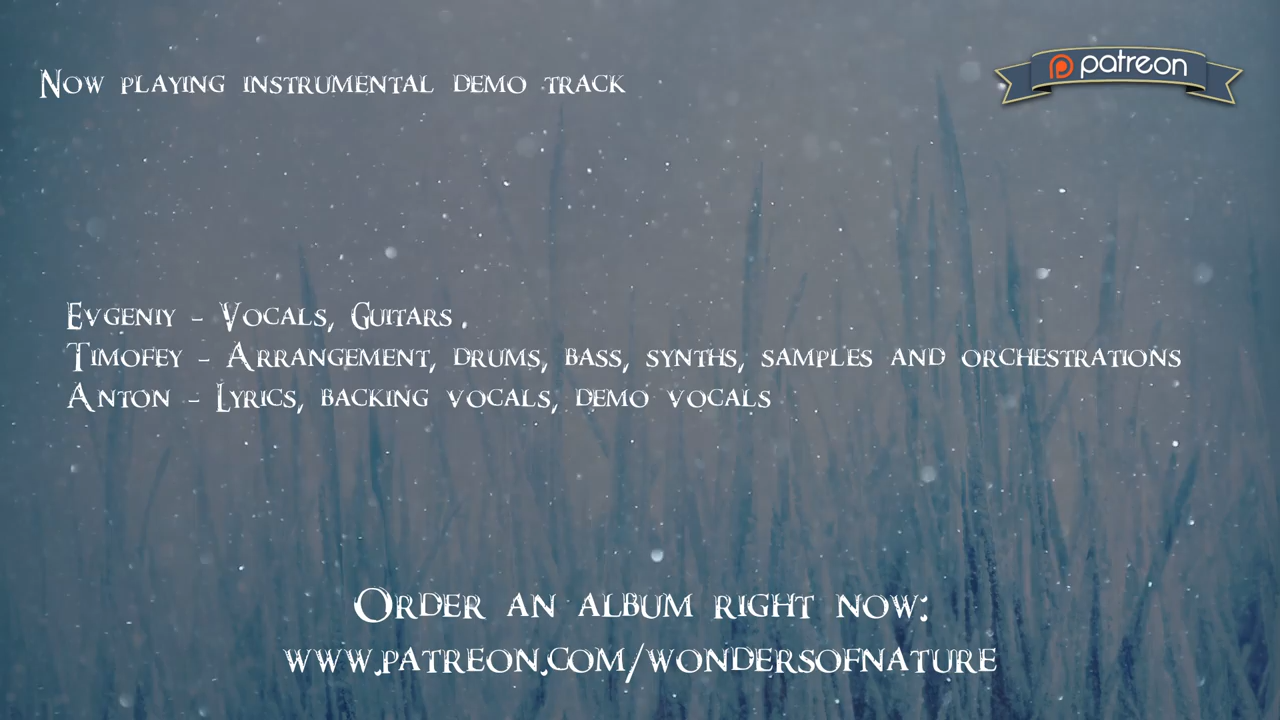 Now playing instrumental demo track
patreon
Evgeniy - Vocals, Guitars.
Timofey - Arrangement, drums, bass, synths, samples and orchestrations
Anton - Lyrics, backing vocals, demo vocals
Order an album right now:
www.patreon.com/wondersofnature